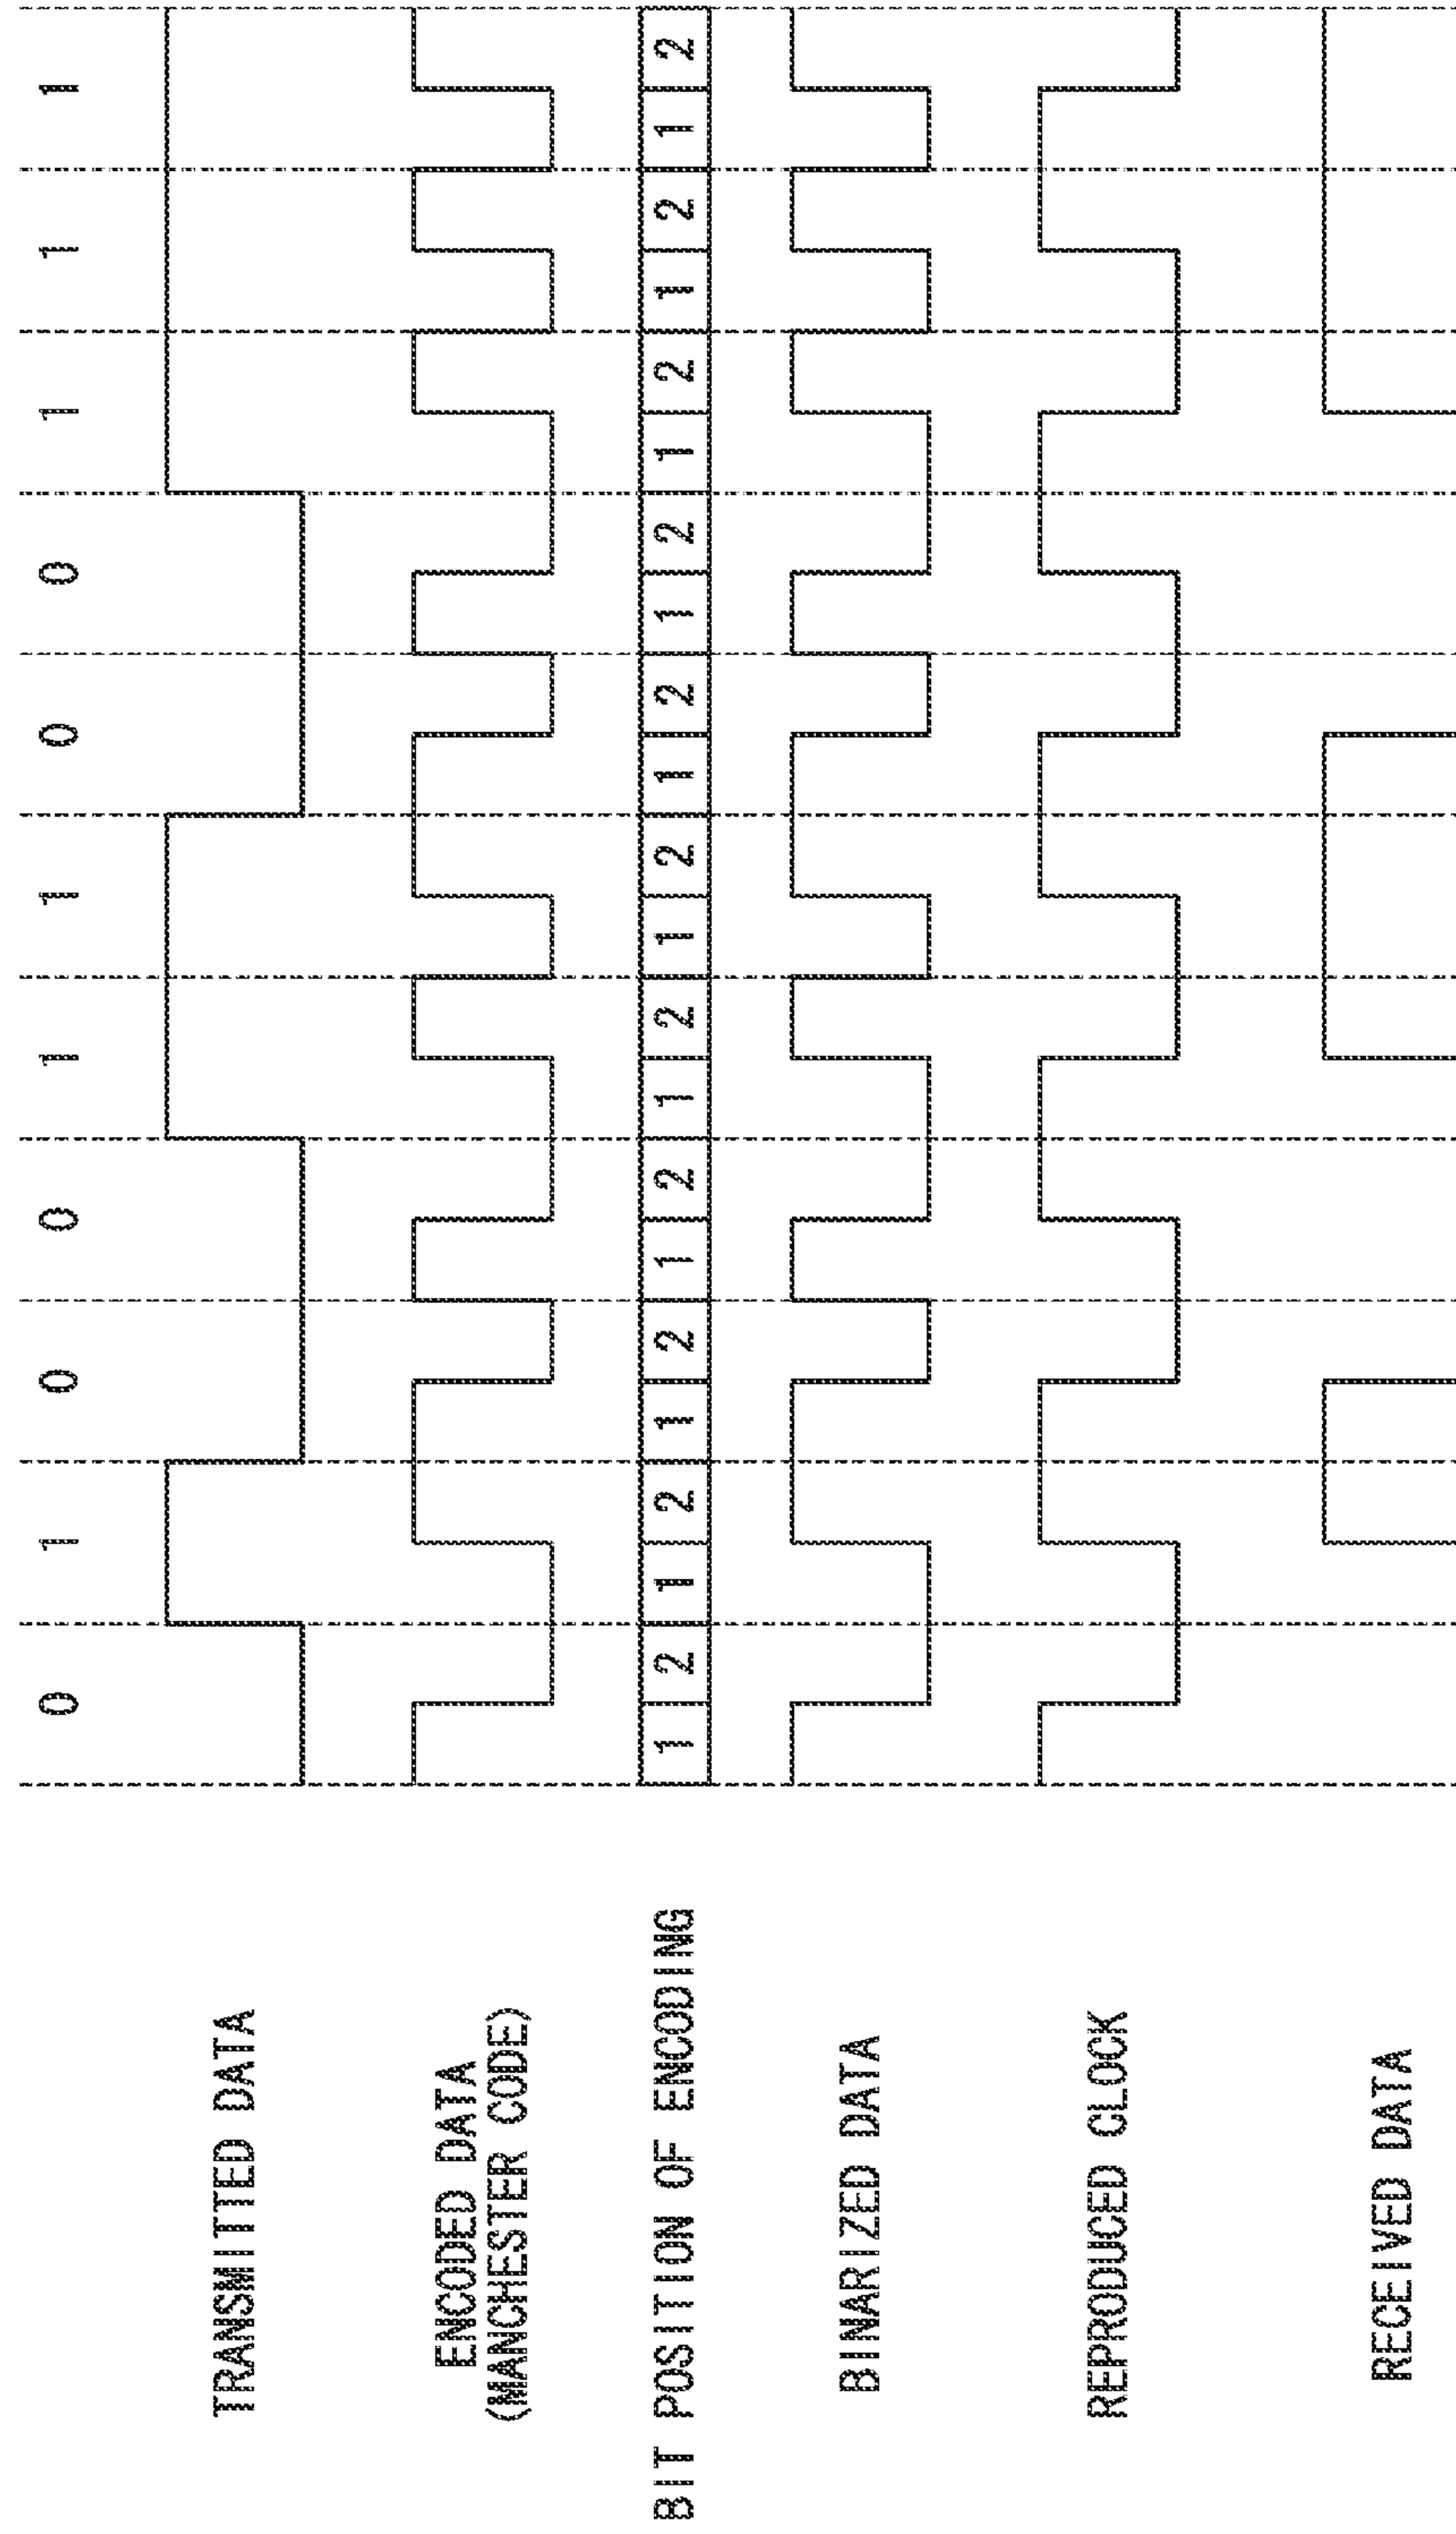 0 1 0 0 1 1 0 0 1 1 1
TRANSMITTED DATA
ENCODED DATA
(MANCHESTER CODE)
BIT POSITION OF ENCODING 1 2 1 2 1 2 1 2 1 2 1 2 1 2 1 2 1 2 1 2 1 2
BINARIZED DATA
REPRODUCED CLOCK
RECEIVED DATA